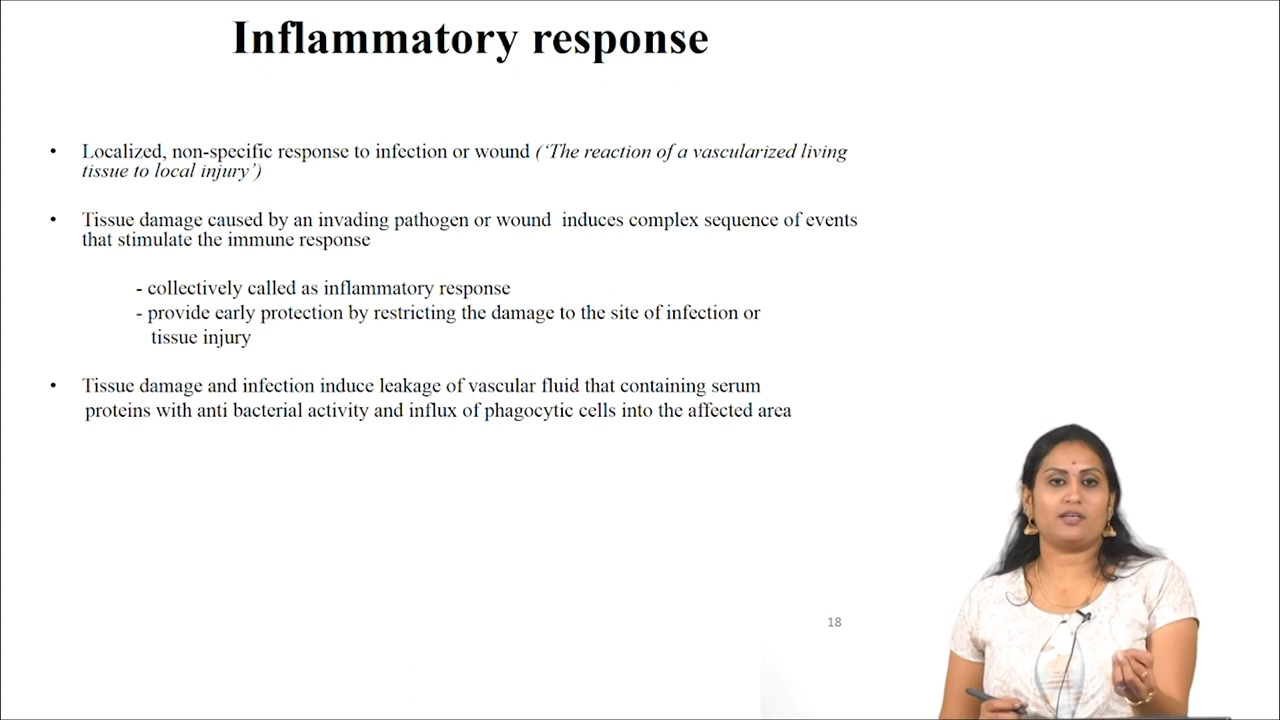 Inflammatory response
• Localized, non-specific response to infection or wound (‘The reaction of a vascularized living
tissue to local injury’)
• Tissue damage caused by an invading pathogen or wound induces complex sequence of events
that stimulate the immune response
- collectively called as inflammatory response
- provide early protection by restricting the damage to the site of infection or
tissue injury
• Tissue damage and infection induce leakage of vascular fluid that containing serum
proteins with anti bacterial activity and influx of phagocytic cells into the affected area
18